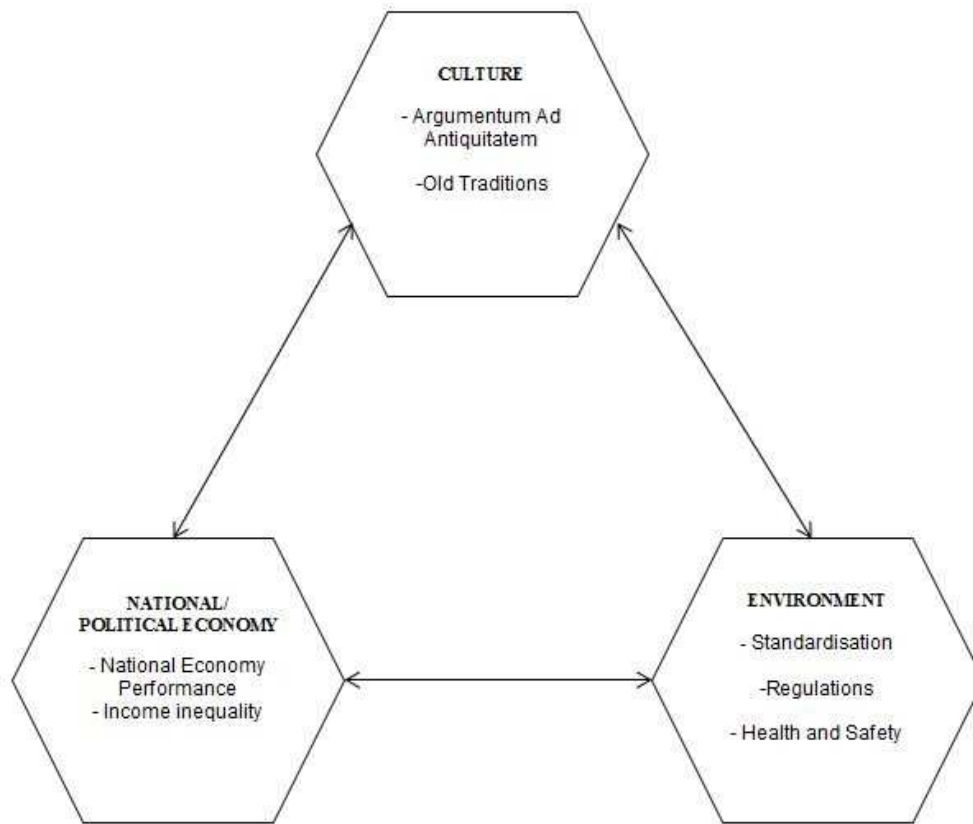 CULTURE
- Argumentum Ad
Antiquitatem
-Old Traditions
NATIONAL/
POLITICAL ECONOMY
- National Economy
Performance
- Income inequality
ENVIRONMENT
- Standardisation
-Regulations
- Health and Safety